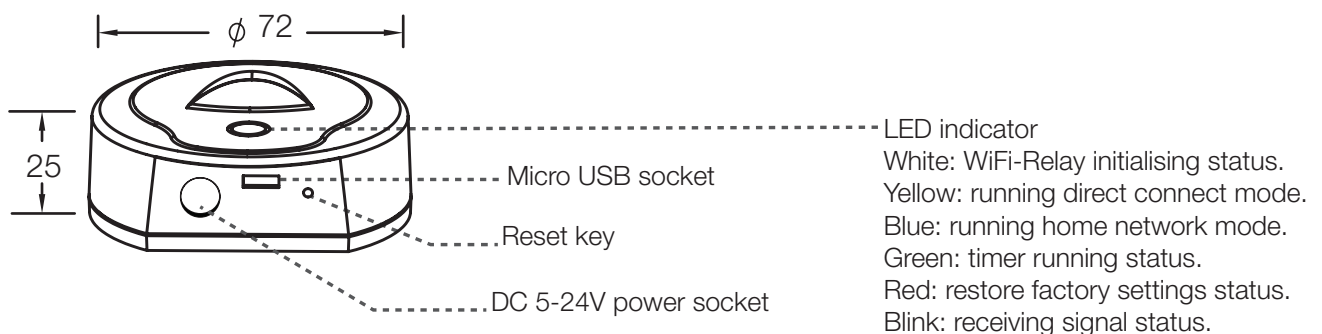 ϕ 72
25
Micro USB socket
Reset key
DC 5-24V power socket
LED indicator
White: WiFi-Relay initialising status.
Yellow: running direct connect mode.
Blue: running home network mode.
Green: timer running status.
Red: restore factory settings status.
Blink: receiving signal status.